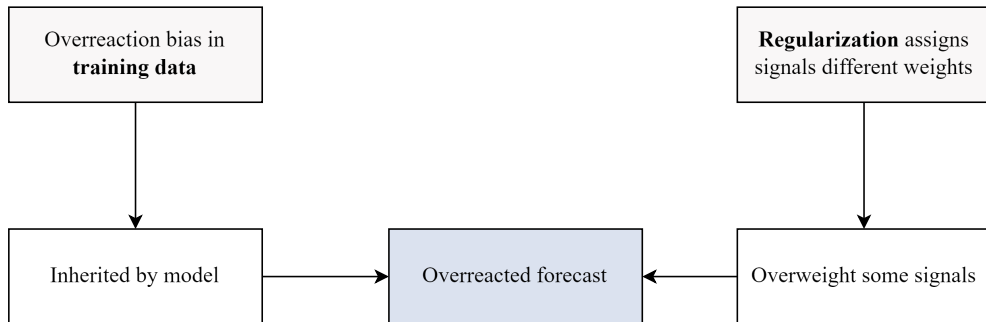 Overreaction bias in
training data
Regularization assigns
signals different weights
Inherited by model
Overreacted forecast
Overweight some signals